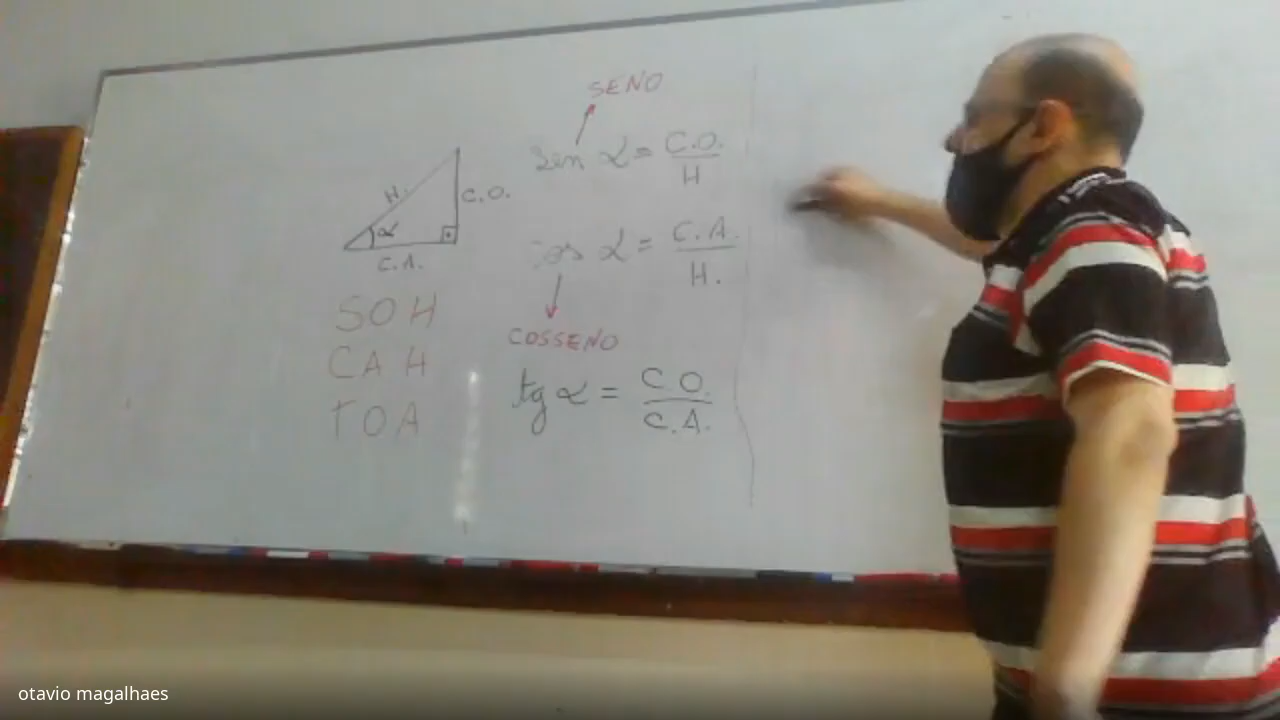 SENO
Sen α = C.O. / H
H. C.O.
α
C.A.
cos α = C.A. / H.
SOH
CAH
TOA
COSSENO
tg α = C.O. / C.A.
otavio magalhaes